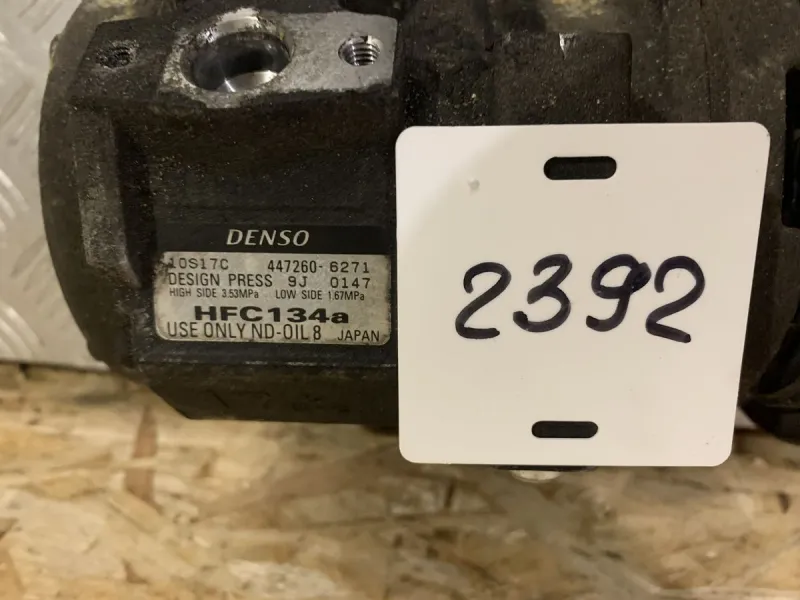 DENSO
10S17C 447260-6271
DESIGN PRESS 9J 0147
HIGH SIDE 3.53MPa LOW SIDE 1.67MPa
HFC134a
USE ONLY ND-OIL 8 JAPAN
2392